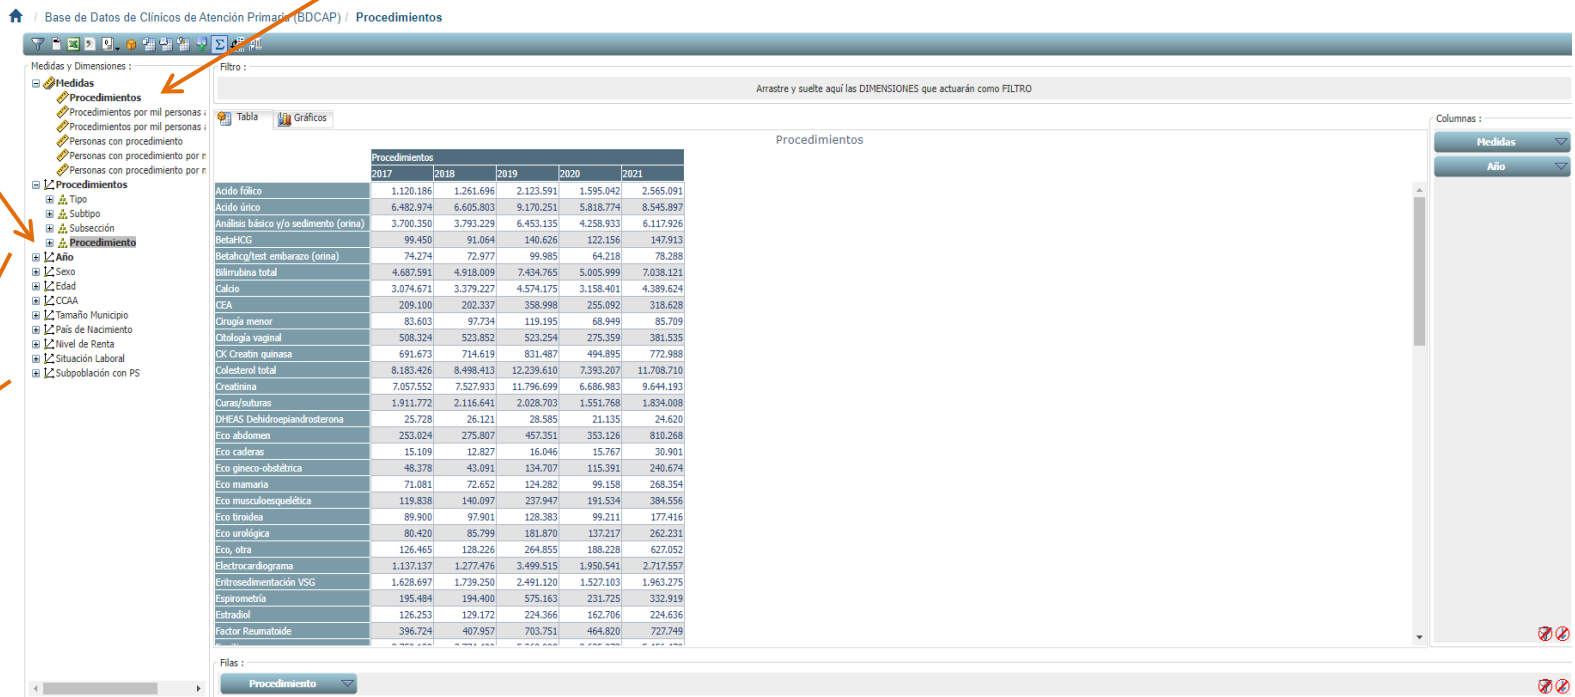 / Base de Datos de Clínicos de Atención Primaria (BDCAP) / Procedimientos
Medidas y Dimensiones :
Medidas
Procedimientos
Procedimientos por mil personas a
Procedimientos por mil personas a
Personas con procedimiento
Personas con procedimiento por m
Personas con procedimiento por m
Procedimientos
Tipo
Subtipo
Subsección
Procedimiento
Año
Sexo
Edad
CCAA
Tamaño Municipio
País de Nacimiento
Nivel de Renta
Situación Laboral
Subpoblación con PS
Filtro :
Arrastre y suelte aquí las DIMENSIONES que actuarán como FILTRO
Tabla Gráficos
Procedimientos
Procedimientos
2017 2018 2019 2020 2021
Acido fólico 1.120.186 1.261.696 2.123.591 1.595.042 2.565.091
Acido úrico 6.482.974 6.605.803 9.170.251 5.818.774 8.545.897
Análisis básico y/o sedimento (orina) 3.700.350 3.793.229 6.453.135 4.258.933 6.117.926
BetaHCG 99.450 91.064 140.626 122.156 147.913
Betahcg/test embarazo (orina) 74.274 72.977 99.985 64.218 78.288
Bilirrubina total 4.687.591 4.918.009 7.434.765 5.005.999 7.038.121
Calcio 3.074.671 3.379.227 4.574.175 3.158.401 4.389.624
CEA 209.100 202.337 358.998 255.092 318.628
Cirugía menor 83.603 97.734 119.195 68.949 85.709
Citología vaginal 508.324 523.852 523.254 275.359 381.535
CK Creatin quinasa 691.673 714.619 831.487 494.895 772.988
Colesterol total 8.183.426 8.498.413 12.239.610 7.393.207 11.708.710
Creatinina 7.057.552 7.527.933 11.796.699 6.686.983 9.644.193
Curas/suturas 1.911.772 2.116.641 2.028.703 1.551.768 1.834.008
DHEAS Dehidroepiandrosterona 25.728 26.121 28.585 21.135 24.620
Eco abdomen 253.024 275.807 457.351 353.126 810.268
Eco caderas 15.109 12.827 16.046 15.767 30.901
Eco gineco-obstétrica 48.378 43.091 134.707 115.391 240.674
Eco mamaria 71.081 72.652 124.282 99.158 268.354
Eco musculoesquelética 119.838 140.097 237.947 191.534 384.556
Eco tiroidea 89.900 97.901 128.383 99.211 177.416
Eco urológica 80.420 85.799 181.870 137.217 262.231
Eco, otra 126.465 128.226 264.855 188.228 627.052
Electrocardiograma 1.137.137 1.277.476 3.499.515 1.950.541 2.717.557
Eritrosedimentación VSG 1.628.697 1.739.250 2.491.120 1.527.103 1.963.275
Espirometría 195.484 194.400 575.163 231.725 332.919
Estradiol 126.253 129.172 224.366 162.706 224.636
Factor Reumatoide 396.724 407.957 703.751 464.820 727.749
Columnas :
Medidas
Año
Filas :
Procedimiento